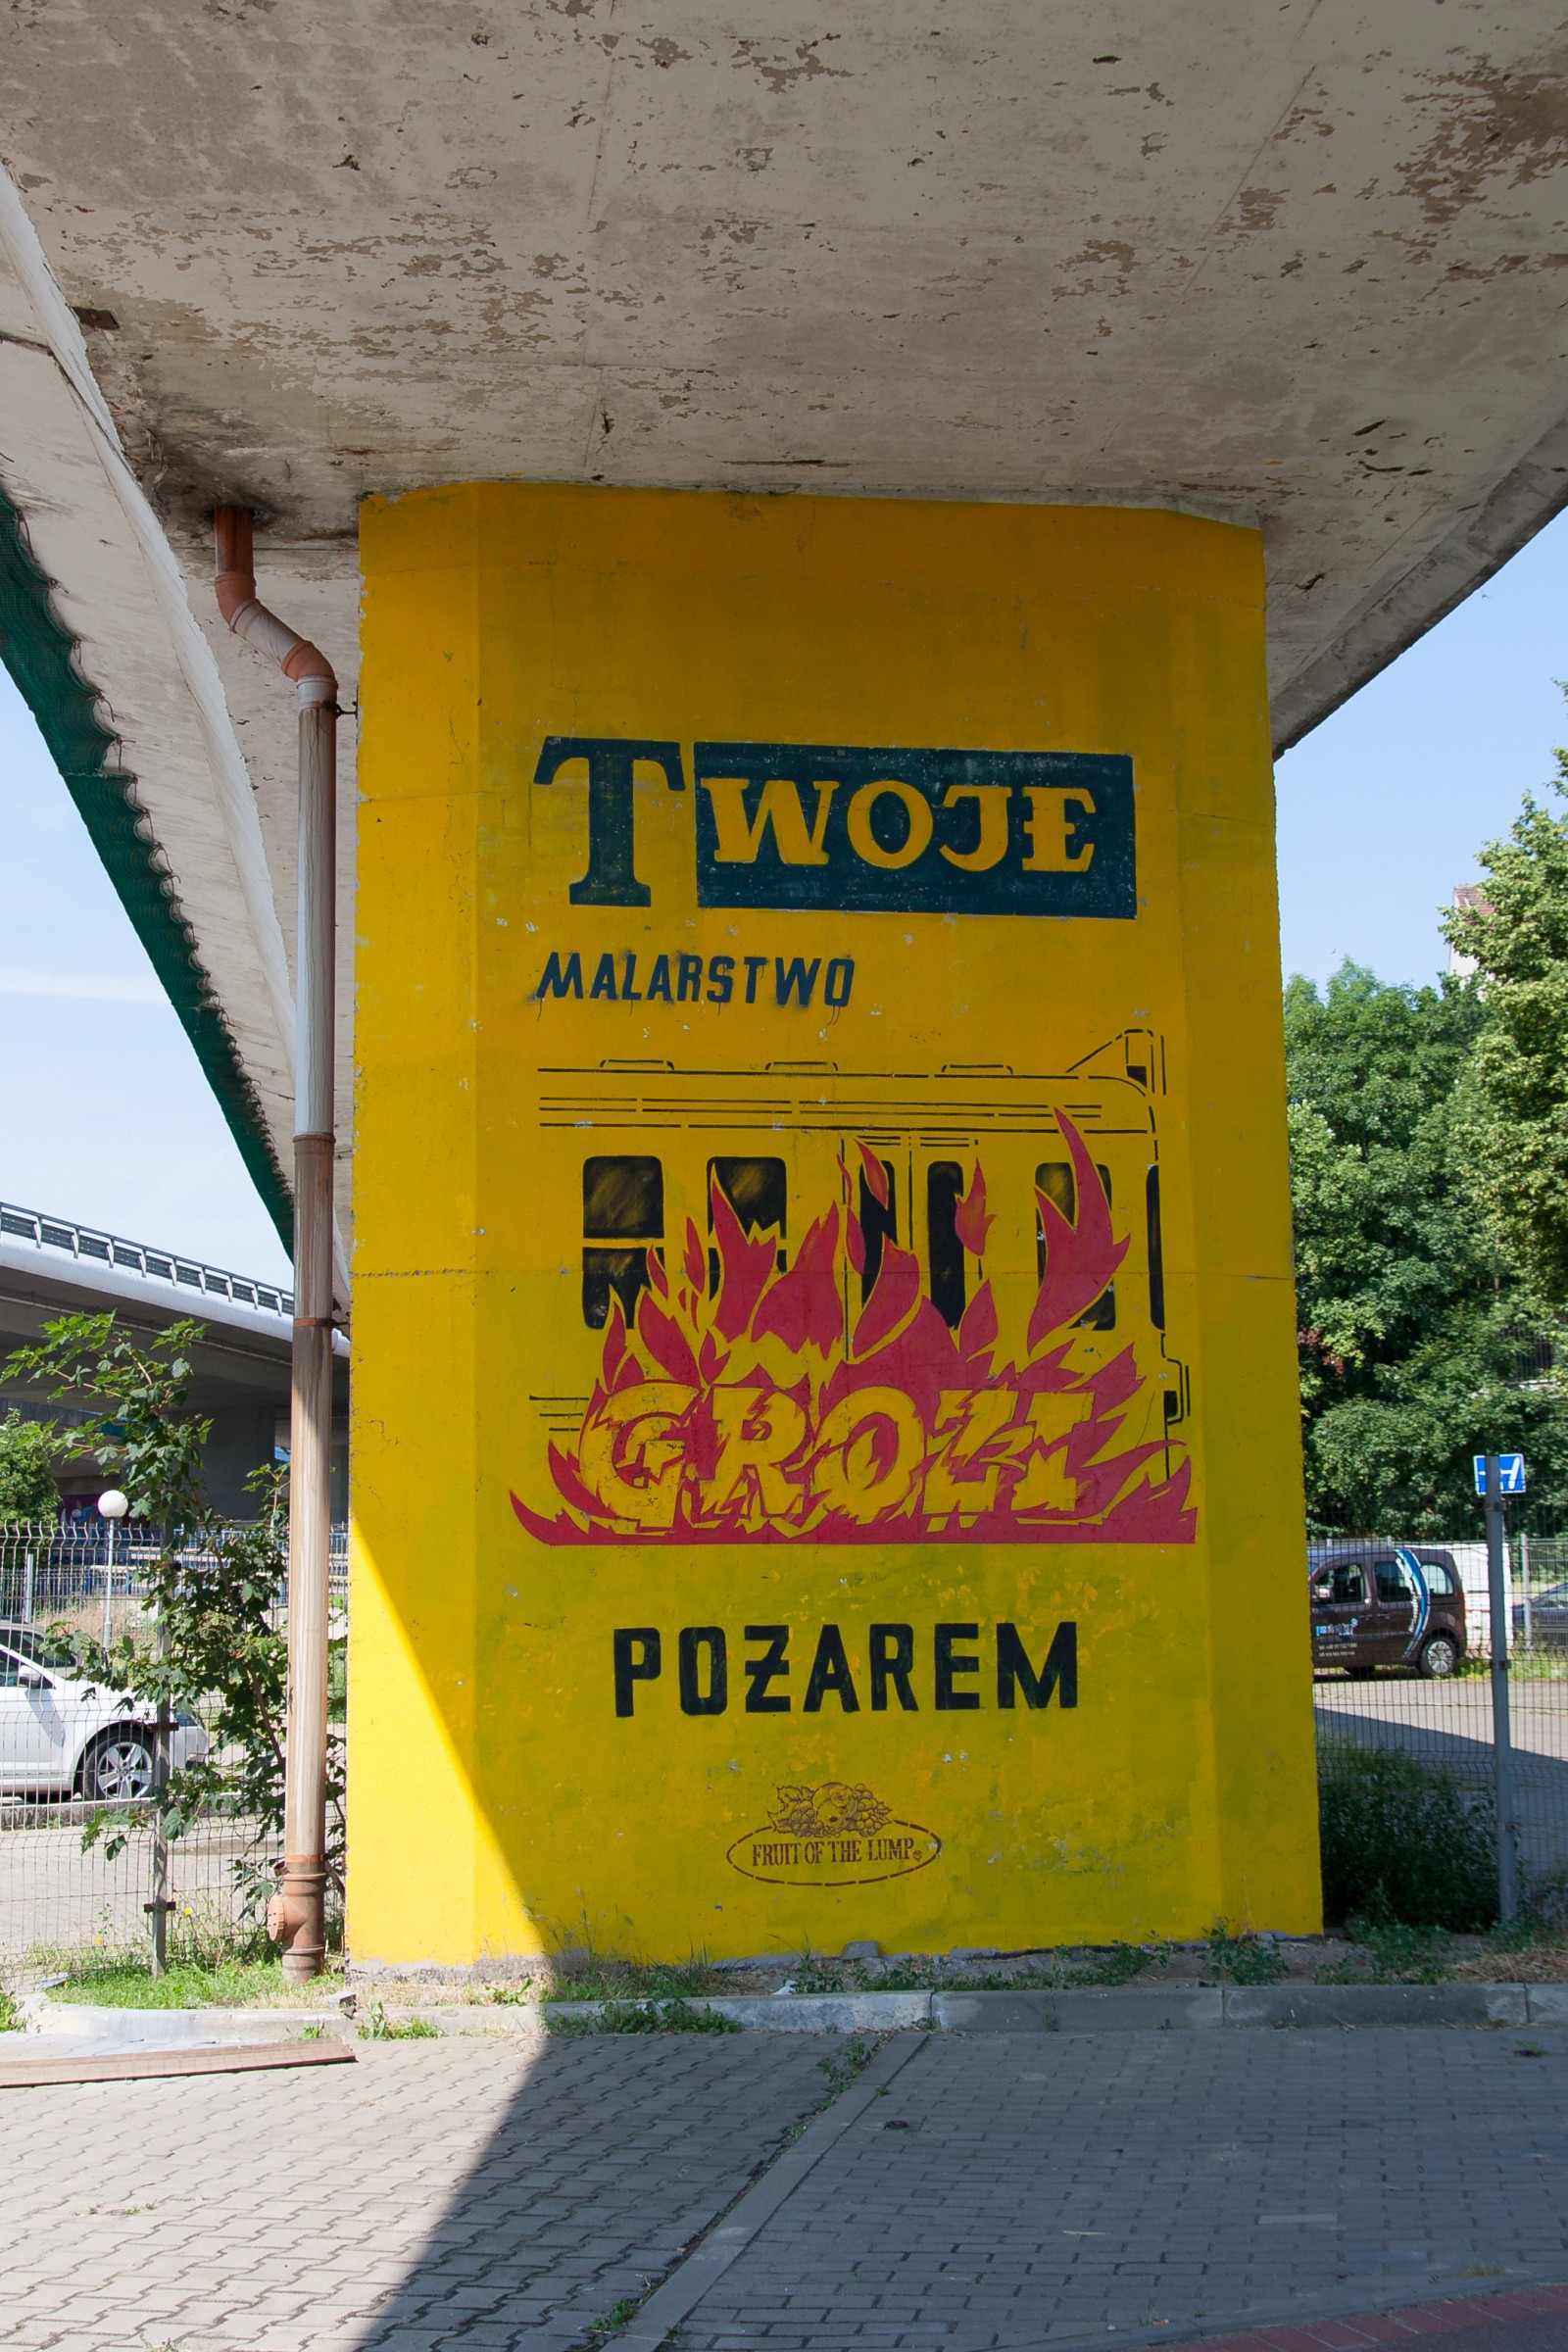 TWOJE
MALARSTWO
GROZI
POŻAREM
FRUIT OF THE LUMP